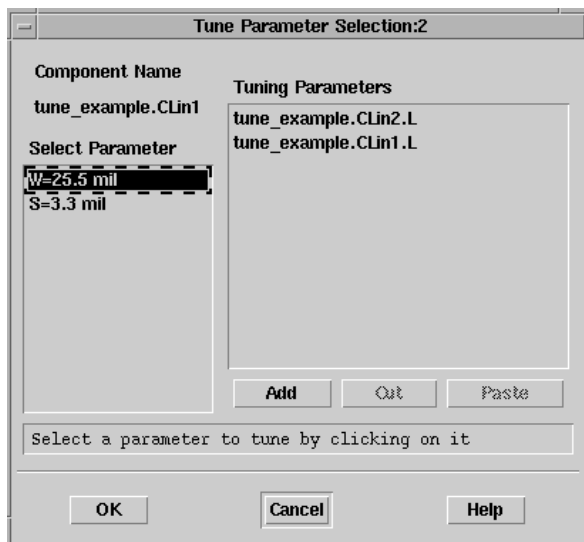 Tune Parameter Selection:2
Component Name
tune_example.CLin1
Select Parameter
W=25.5 mil
S=3.3 mil
Tuning Parameters
tune_example.CLin2.L
tune_example.CLin1.L
Add
Cut
Paste
Select a parameter to tune by clicking on it
OK
Cancel
Help